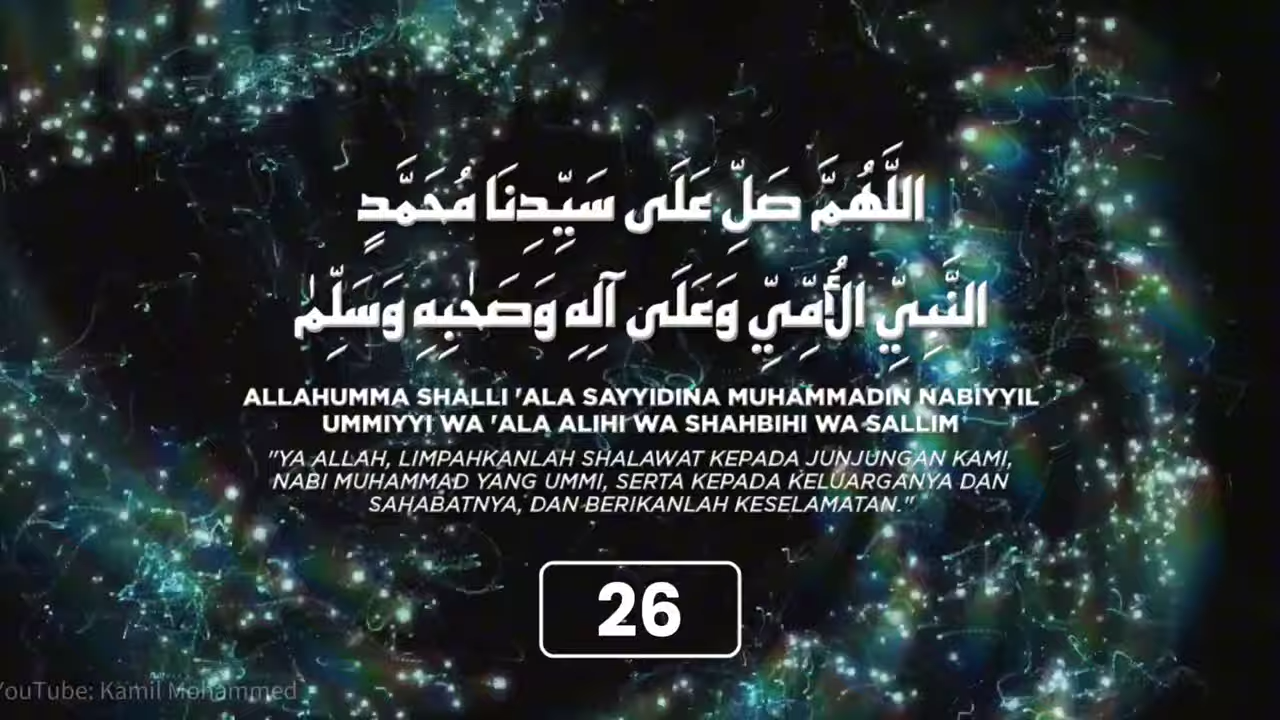 اللَّهُمَّ صَلِّ عَلَى سَيِّدِنَا مُحَمَّدٍ
النَّبِيِّ الأُمِّيِّ وَعَلَى آلِهِ وَصَحْبِهِ وَسَلِّمْ
ALLAHUMMA SHALLI 'ALA SAYYIDINA MUHAMMADIN NABIYYIL
UMMIYYI WA 'ALA ALIHI WA SHAHBIHI WA SALLIM
"YA ALLAH, LIMPAHKANLAH SHALAWAT KEPADA JUNJUNGAN KAMI,
NABI MUHAMMAD YANG UMMI, SERTA KEPADA KELUARGANYA DAN
SAHABATNYA, DAN BERIKANLAH KESELAMATAN."
26
YouTube: Kamil Mohammed